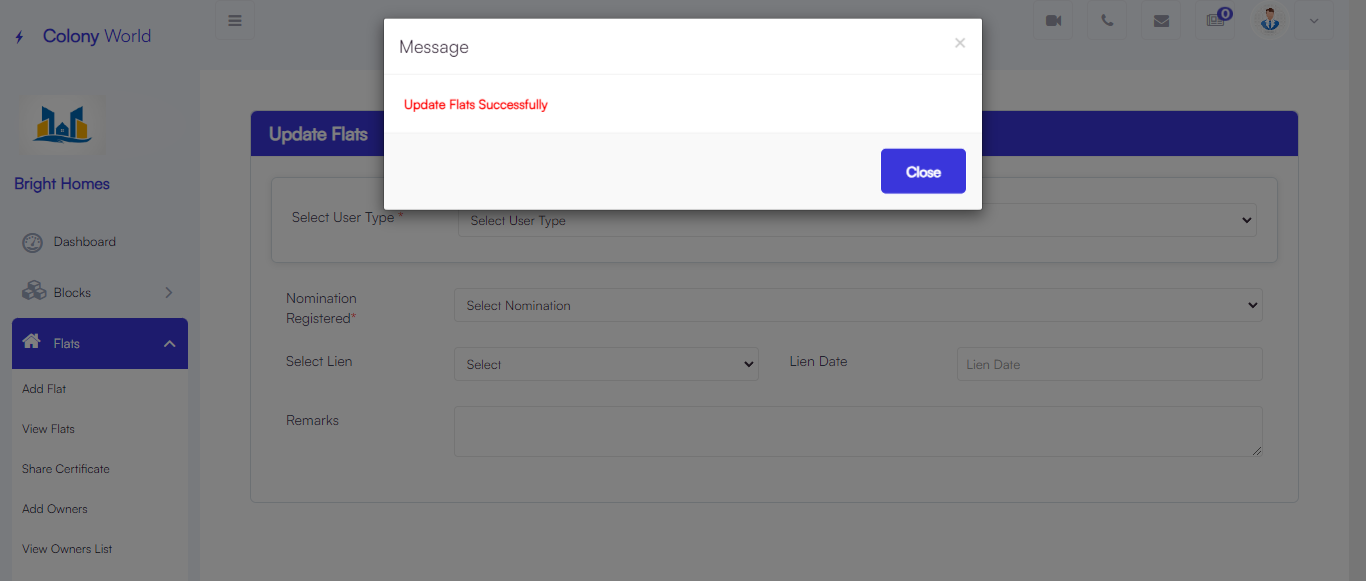 Colony World
0
Message
×
Update Flats Successfully
Close
Bright Homes
Dashboard
Blocks
Flats
Add Flat
View Flats
Share Certificate
Add Owners
View Owners List
Update Flats
Select User Type *
Select User Type
Nomination
Registered*
Select Nomination
Select Lien
Select
Lien Date
Lien Date
Remarks